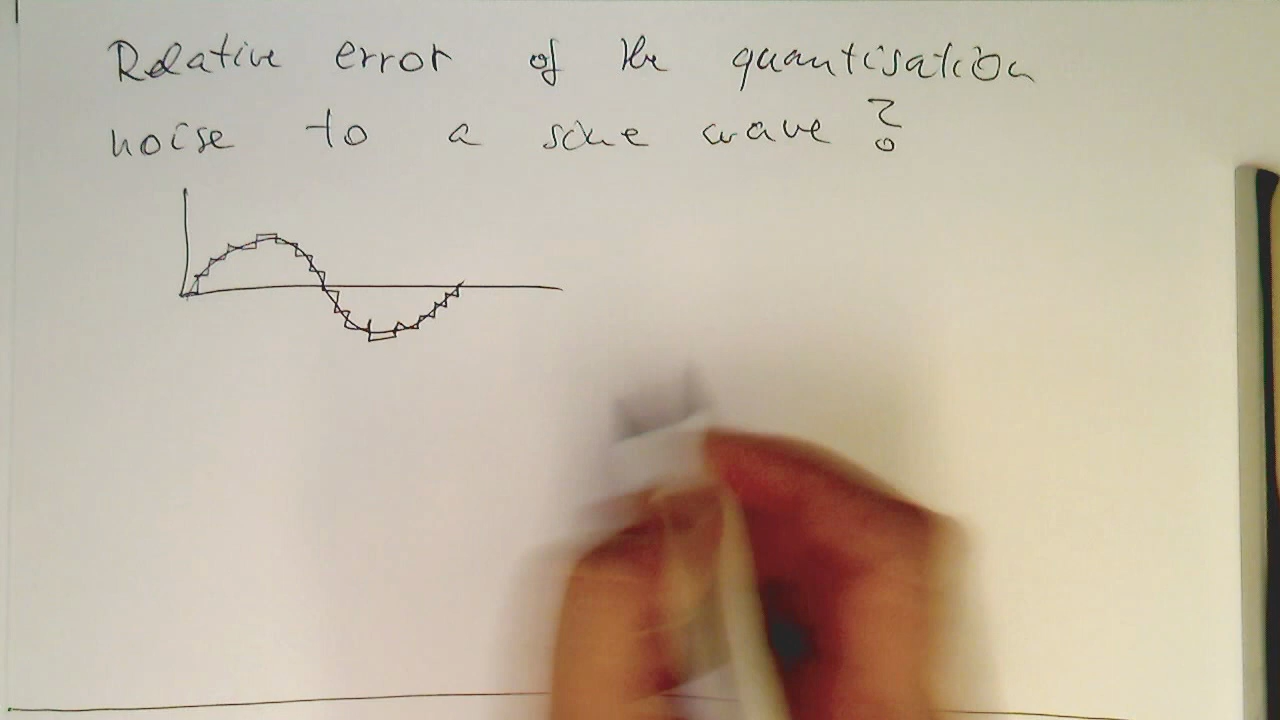 Relative error of the quantisation
noise to a sine wave ?